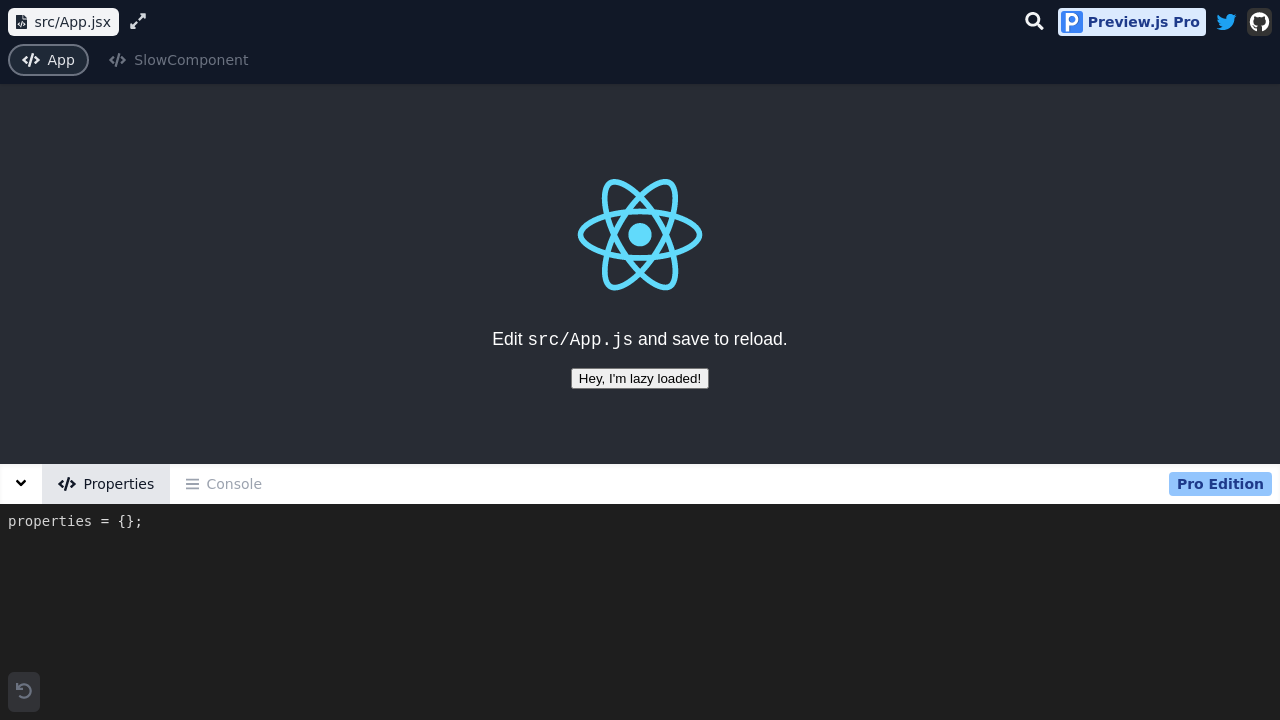 src/App.jsx
Preview.js Pro
App
SlowComponent
Edit src/App.js and save to reload.
Hey, I'm lazy loaded!
Properties
Console
Pro Edition
properties = {};